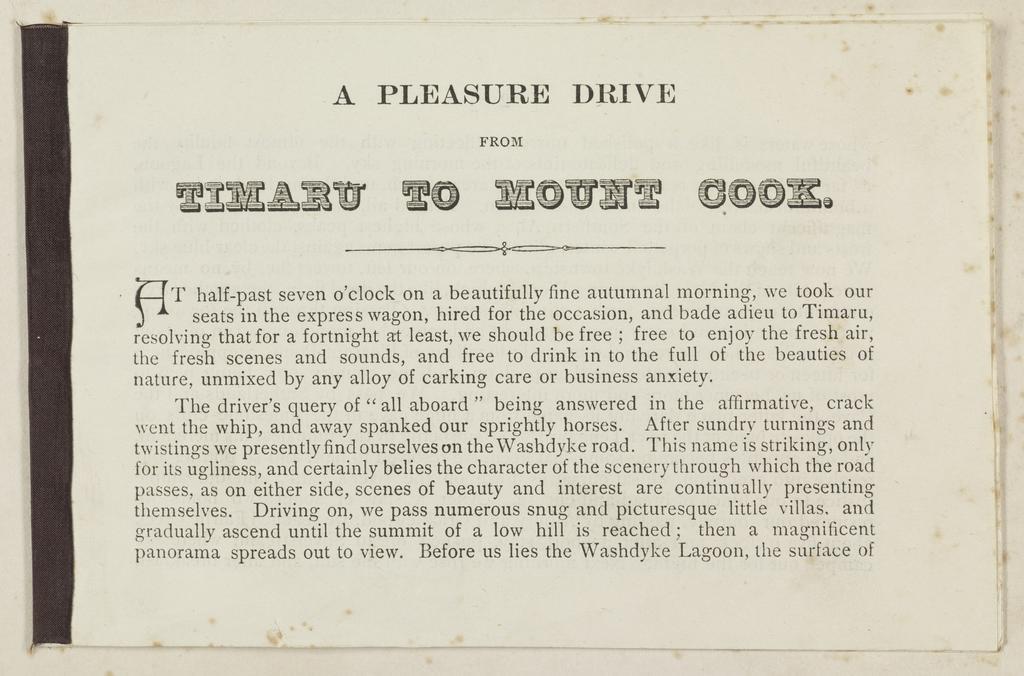 A PLEASURE DRIVE
FROM
TIMARU TO MOUNT COOK.
AT half-past seven o'clock on a beautifully fine autumnal morning, we took our
seats in the express wagon, hired for the occasion, and bade adieu to Timaru,
resolving that for a fortnight at least, we should be free ; free to enjoy the fresh air,
the fresh scenes and sounds, and free to drink in to the full of the beauties of
nature, unmixed by any alloy of carking care or business anxiety.
The driver's query of "all aboard" being answered in the affirmative, crack
went the whip, and away spanked our sprightly horses. After sundry turnings and
twistings we presently find ourselves on the Washdyke road. This name is striking, only
for its ugliness, and certainly belies the character of the scenery through which the road
passes, as on either side, scenes of beauty and interest are continually presenting
themselves. Driving on, we pass numerous snug and picturesque little villas, and
gradually ascend until the summit of a low hill is reached ; then a magnificent
panorama spreads out to view. Before us lies the Washdyke Lagoon, the surface of